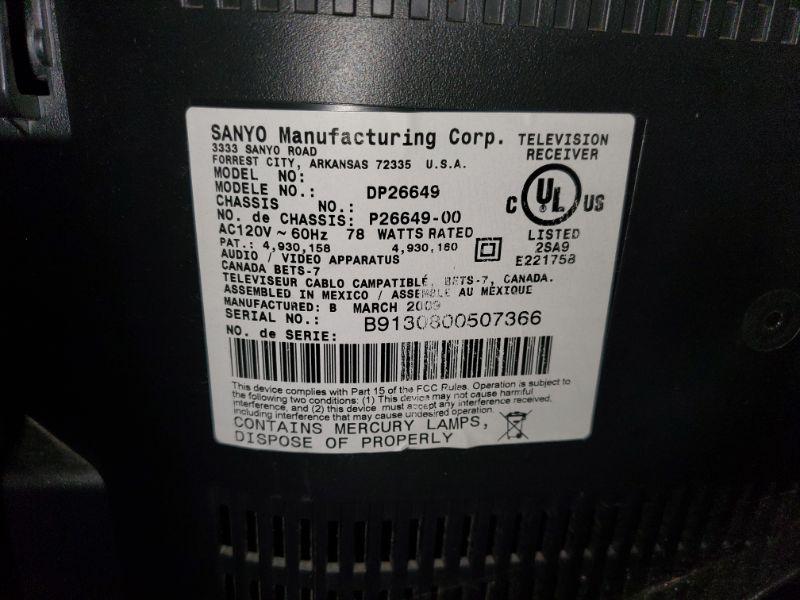 SANYO Manufacturing Corp.
TELEVISION
RECEIVER
3333 SANYO ROAD
FORREST CITY, ARKANSAS 72335 U.S.A.
MODEL NO:
MODELE NO.: DP26649
CHASSIS NO.:
NO. de CHASSIS: P26649-00
AC120V ~ 60Hz 78 WATTS RATED
C UL US
LISTED
2SA9
E221758
PAT.: 4,930,158 4,930,160
AUDIO / VIDEO APPARATUS
CANADA BETS-7
TELEVISEUR CABLO CAMPATIBLÉ, BETS-7, CANADA.
ASSEMBLED IN MEXICO / ASSEMBLE AU MEXIQUE
MANUFACTURED: B MARCH 2009
SERIAL NO.: B9130800507366
NO. de SERIE:
This device complies with Part 15 of the FCC Rules. Operation is subject to
the following two conditions: (1) This device may not cause harmful
interference, and (2) this device must accept any interference received,
including interference that may cause undesired operation.
CONTAINS MERCURY LAMPS,
DISPOSE OF PROPERLY